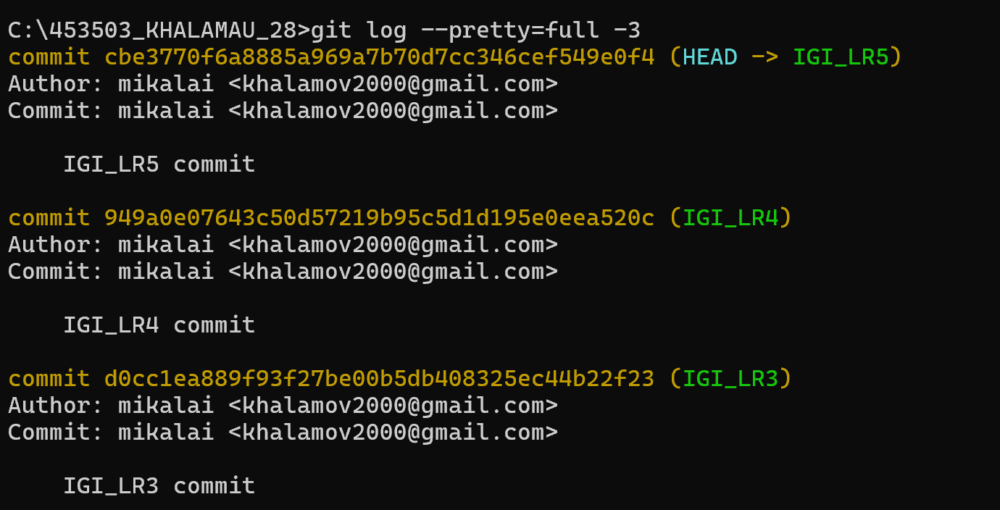 C:\453503_KHALAMAU_28>git log --pretty=full -3
commit cbe3770f6a8885a969a7b70d7cc346cef549e0f4 (HEAD -> IGI_LR5)
Author: mikalai <khalamov2000@gmail.com>
Commit: mikalai <khalamov2000@gmail.com>
IGI_LR5 commit
commit 949a0e07643c50d57219b95c5d1d195e0eea520c (IGI_LR4)
Author: mikalai <khalamov2000@gmail.com>
Commit: mikalai <khalamov2000@gmail.com>
IGI_LR4 commit
commit d0cc1ea889f93f27be00b5db408325ec44b22f23 (IGI_LR3)
Author: mikalai <khalamov2000@gmail.com>
Commit: mikalai <khalamov2000@gmail.com>
IGI_LR3 commit